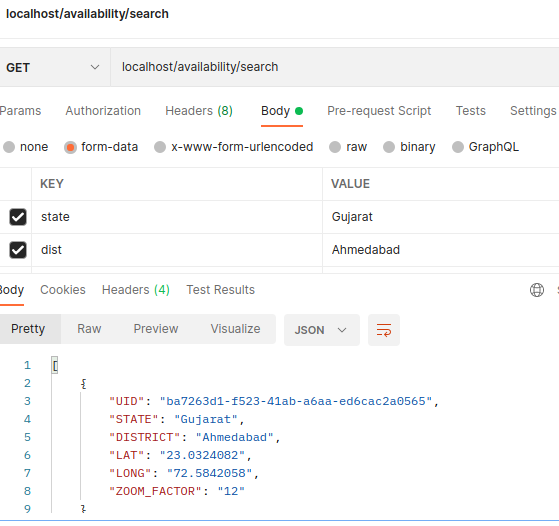 localhost/availability/search
GET localhost/availability/search
Params Authorization Headers (8) Body Pre-request Script Tests Settings
none form-data x-www-form-urlencoded raw binary GraphQL
KEY VALUE
state Gujarat
dist Ahmedabad
Body Cookies Headers (4) Test Results
Pretty Raw Preview Visualize JSON
1 [
2 {
3 "UID": "ba7263d1-f523-41ab-a6aa-ed6cac2a0565",
4 "STATE": "Gujarat",
5 "DISTRICT": "Ahmedabad",
6 "LAT": "23.0324082",
7 "LONG": "72.5842058",
8 "ZOOM_FACTOR": "12"
9 }